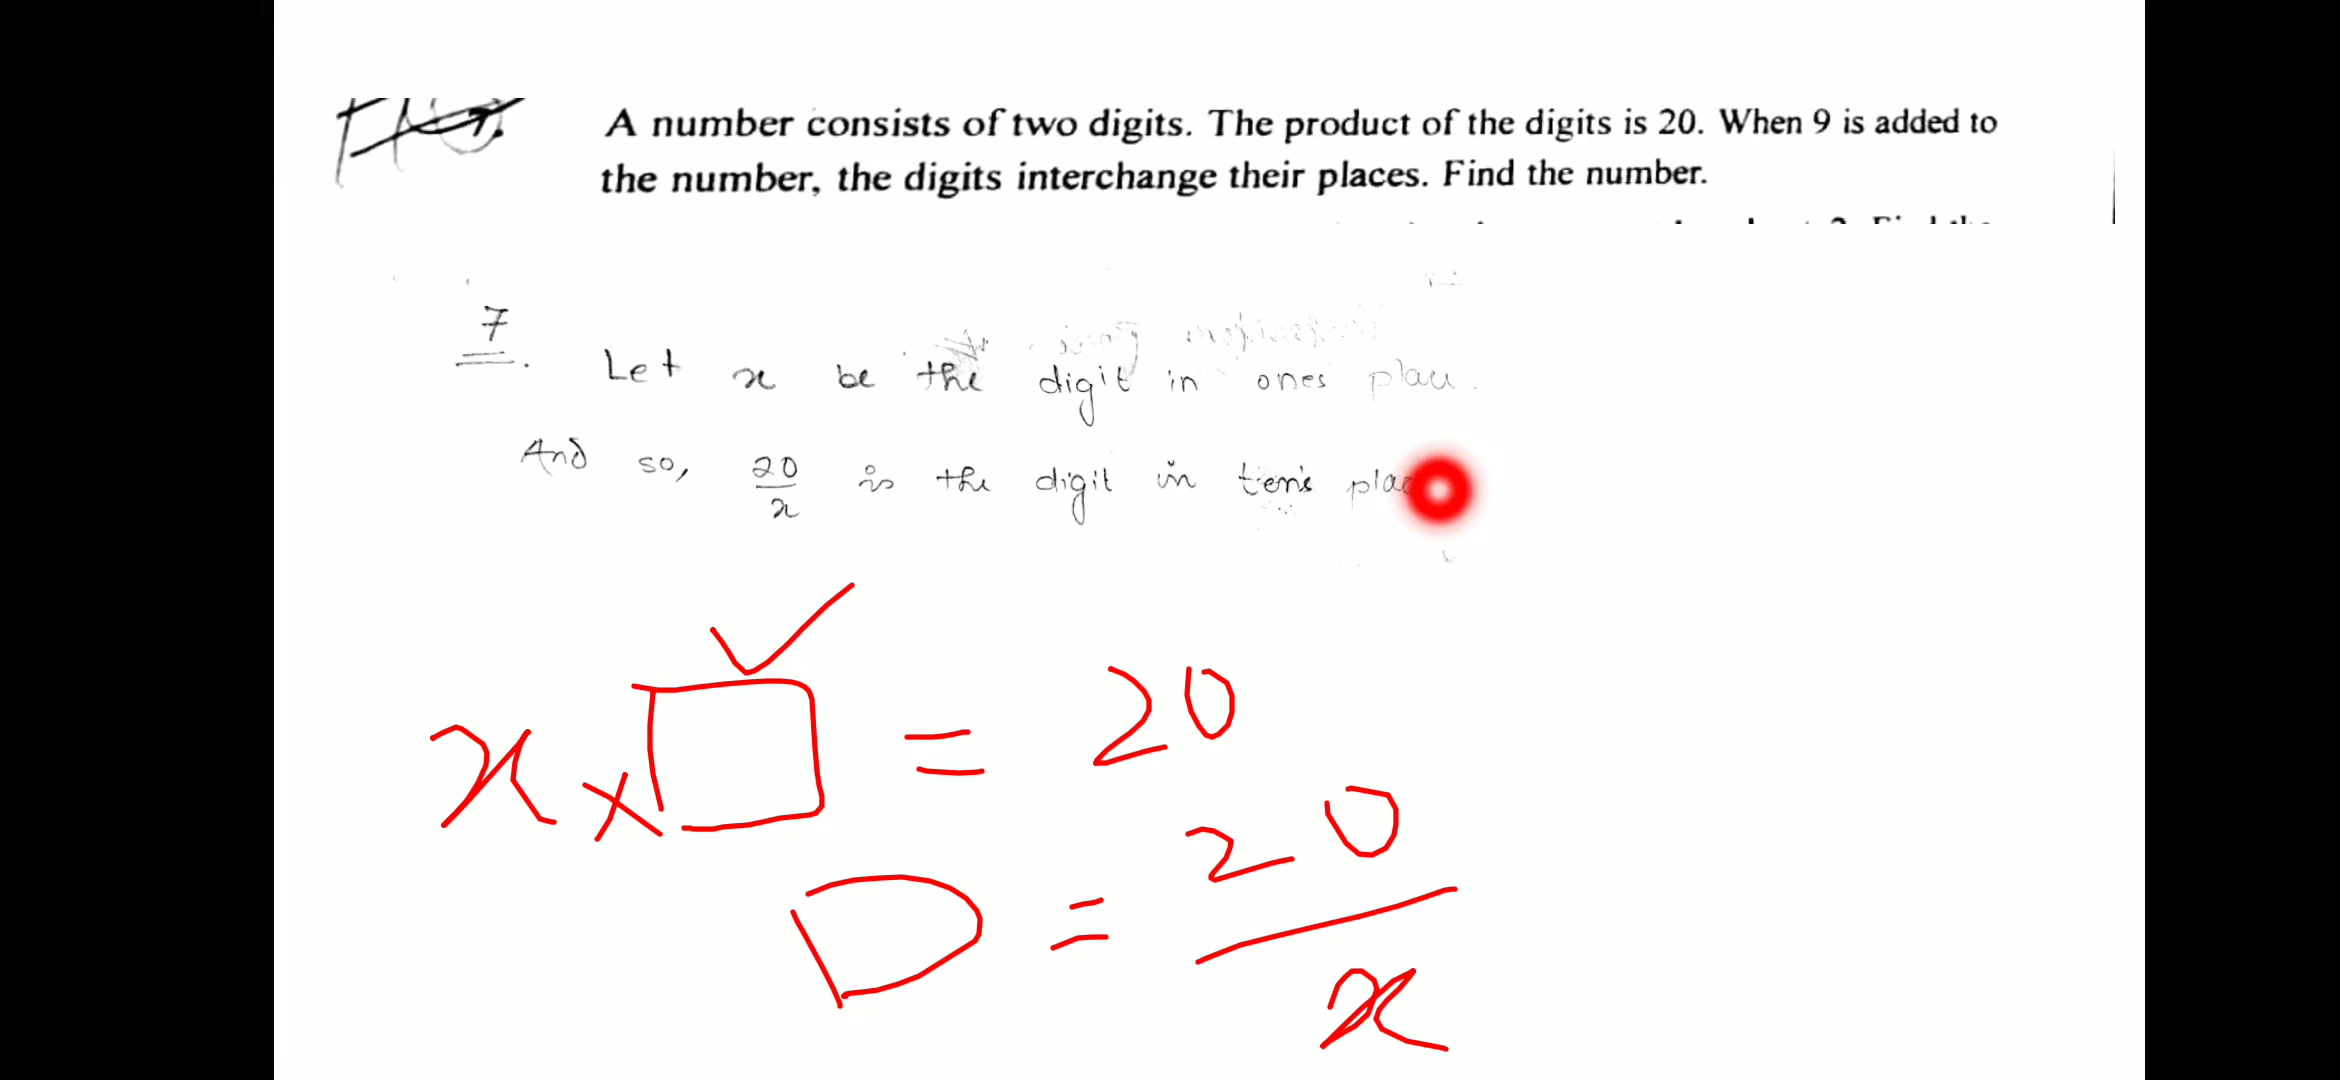 A number consists of two digits. The product of the digits is 20. When 9 is added to
the number, the digits interchange their places. Find the number.
7. Let x be the digit in ones place.
And so, 20/x is the digit in ten's plac
x × □ = 20
□ = 20/x